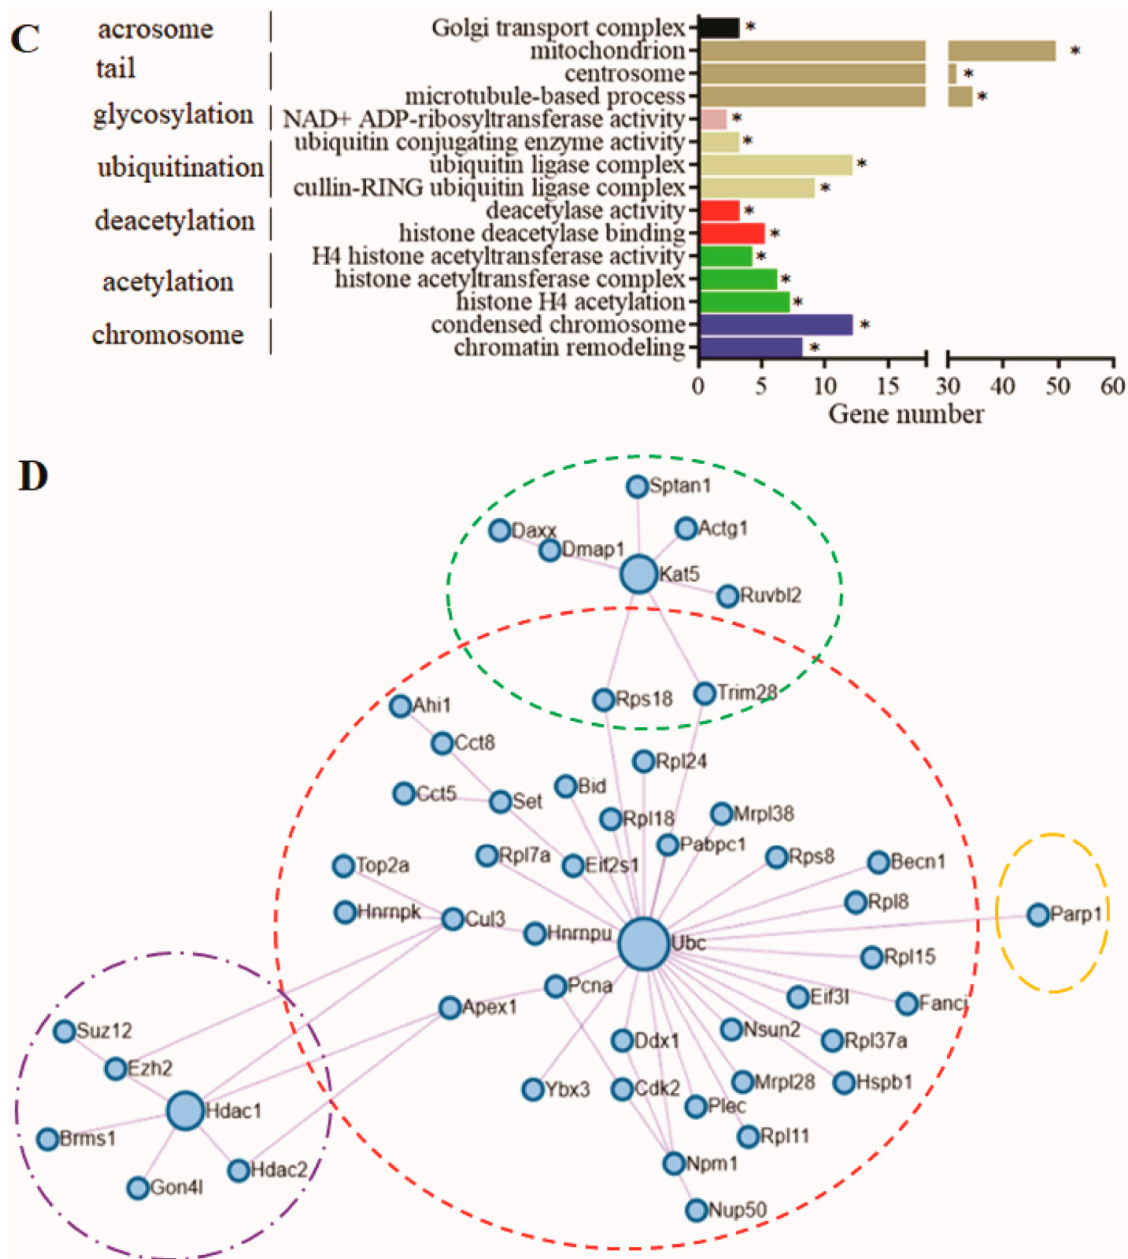 C
acrosome
tail
glycosylation
ubiquitination
deacetylation
acetylation
chromosome
Golgi transport complex *
mitochondrion *
centrosome *
microtubule-based process *
NAD+ ADP-ribosyltransferase activity *
ubiquitin conjugating enzyme activity *
ubiquitin ligase complex *
cullin-RING ubiquitin ligase complex *
deacetylase activity *
histone deacetylase binding *
H4 histone acetyltransferase activity *
histone acetyltransferase complex *
histone H4 acetylation *
condensed chromosome *
chromatin remodeling *
0 5 10 15 30 40 50 60
Gene number
D
Sptan1
Daxx
Actg1
Dmap1
Kat5
Ruvbl2
Rps18
Trim28
Ahi1
Cct8
Rpl24
Cct5
Set
Bid
Rpl18
Mrpl38
Pabpc1
Top2a
Rpl7a
Eif2s1
Rps8
Becn1
Hnrnpk
Cul3
Hnrnpu
Ubc
Rpl8
Parp1
Rpl15
Pcna
Apex1
Eif3l
Fancj
Suz12
Ezh2
Ddx1
Nsun2
Rpl37a
Hdac1
Ybx3
Cdk2
Mrpl28
Hspb1
Plec
Brms1
Rpl11
Hdac2
Gon4l
Npm1
Nup50